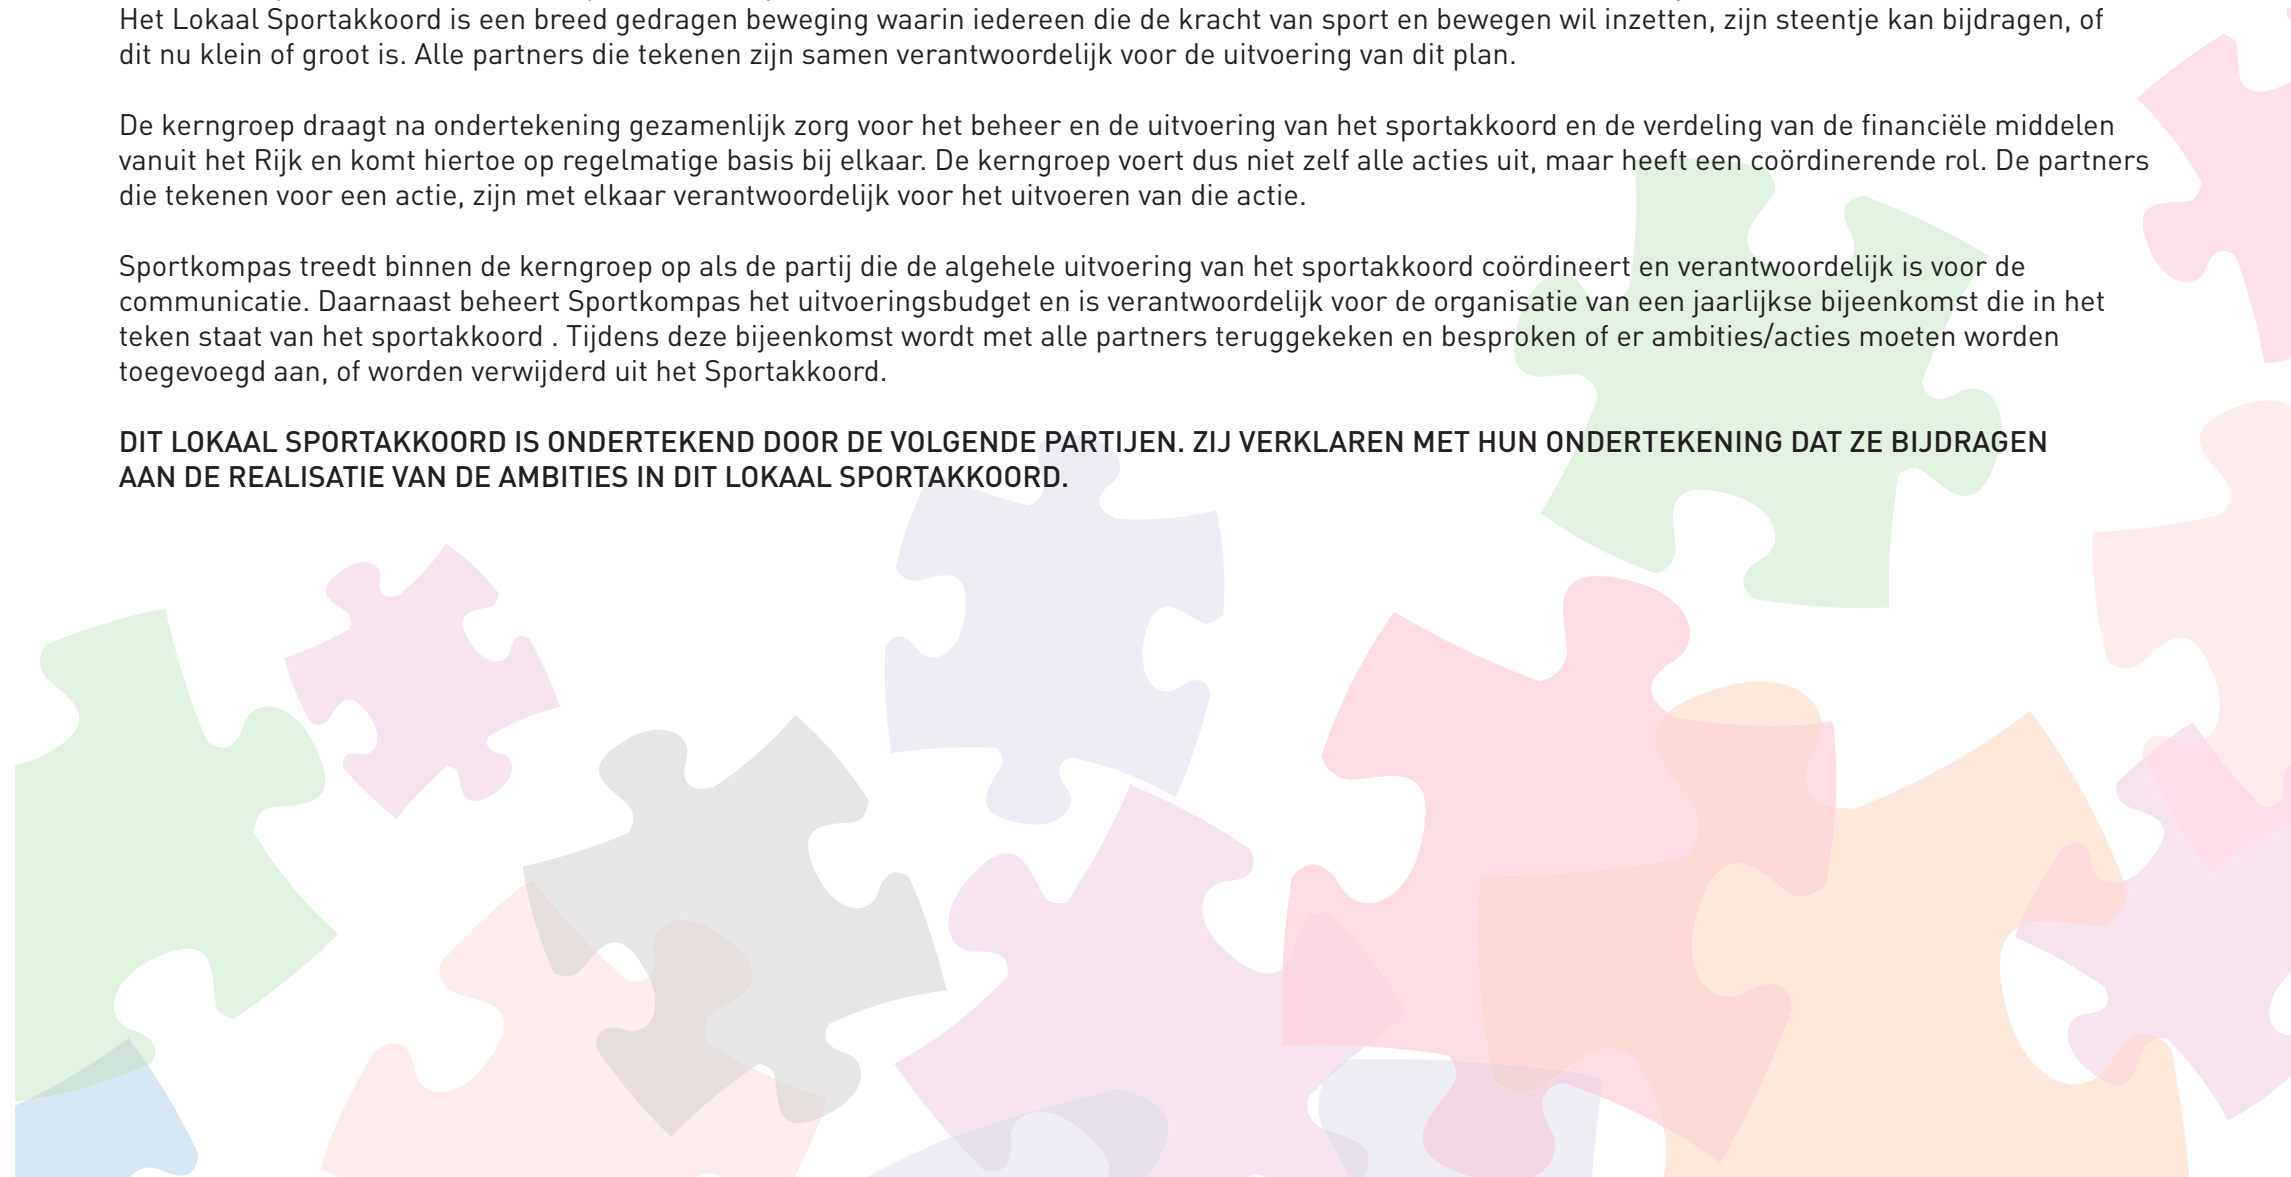 Het Lokaal Sportakkoord is een breed gedragen beweging waarin iedereen die de kracht van sport en bewegen wil inzetten, zijn steentje kan bijdragen, of
dit nu klein of groot is. Alle partners die tekenen zijn samen verantwoordelijk voor de uitvoering van dit plan.
De kerngroep draagt na ondertekening gezamenlijk zorg voor het beheer en de uitvoering van het sportakkoord en de verdeling van de financiële middelen
vanuit het Rijk en komt hiertoe op regelmatige basis bij elkaar. De kerngroep voert dus niet zelf alle acties uit, maar heeft een coördinerende rol. De partners
die tekenen voor een actie, zijn met elkaar verantwoordelijk voor het uitvoeren van die actie.
Sportkompas treedt binnen de kerngroep op als de partij die de algehele uitvoering van het sportakkoord coördineert en verantwoordelijk is voor de
communicatie. Daarnaast beheert Sportkompas het uitvoeringsbudget en is verantwoordelijk voor de organisatie van een jaarlijkse bijeenkomst die in het
teken staat van het sportakkoord . Tijdens deze bijeenkomst wordt met alle partners teruggekeken en besproken of er ambities/acties moeten worden
toegevoegd aan, of worden verwijderd uit het Sportakkoord.
DIT LOKAAL SPORTAKKOORD IS ONDERTEKEND DOOR DE VOLGENDE PARTIJEN. ZIJ VERKLAREN MET HUN ONDERTEKENING DAT ZE BIJDRAGEN
AAN DE REALISATIE VAN DE AMBITIES IN DIT LOKAAL SPORTAKKOORD.